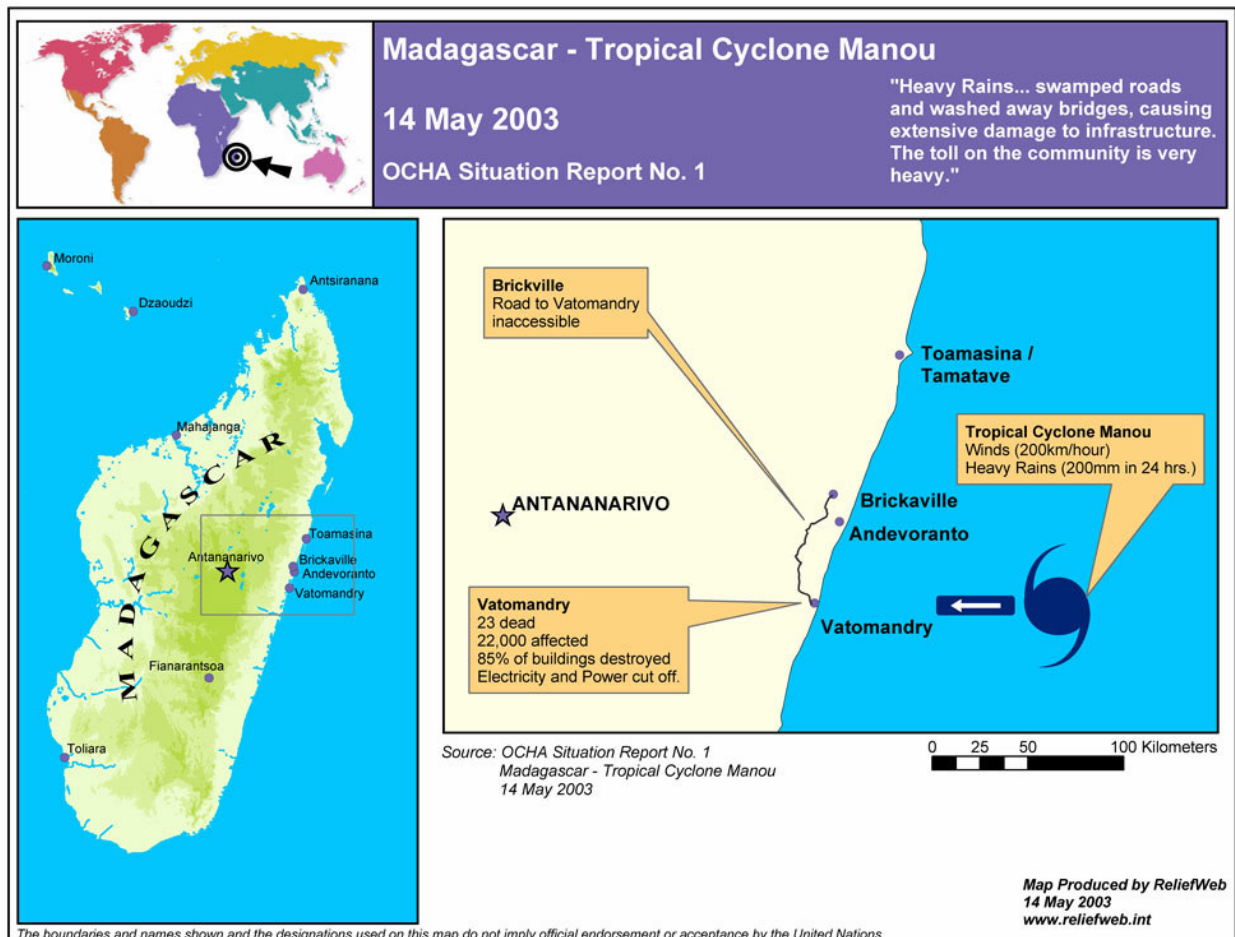 Madagascar - Tropical Cyclone Manou
14 May 2003
OCHA Situation Report No. 1
"Heavy Rains... swamped roads
and washed away bridges, causing
extensive damage to infrastructure.
The toll on the community is very
heavy."
Moroni
Dzaoudzi
Antsiranana
Mahajanga
MADAGASCAR
Toamasina
Antananarivo
Brickaville
Andevoranto
Vatomandry
Fianarantsoa
Toliara
Brickville
Road to Vatomandry
inaccessible
Toamasina /
Tamatave
Tropical Cyclone Manou
Winds (200km/hour)
Heavy Rains (200mm in 24 hrs.)
ANTANANARIVO
Brickaville
Andevoranto
Vatomandry
23 dead
22,000 affected
85% of buildings destroyed
Electricity and Power cut off.
Vatomandry
Source: OCHA Situation Report No. 1
Madagascar - Tropical Cyclone Manou
14 May 2003
0 25 50 100 Kilometers
Map Produced by ReliefWeb
14 May 2003
www.reliefweb.int
The boundaries and names shown and the designations used on this map do not imply official endorsement or acceptance by the United Nations